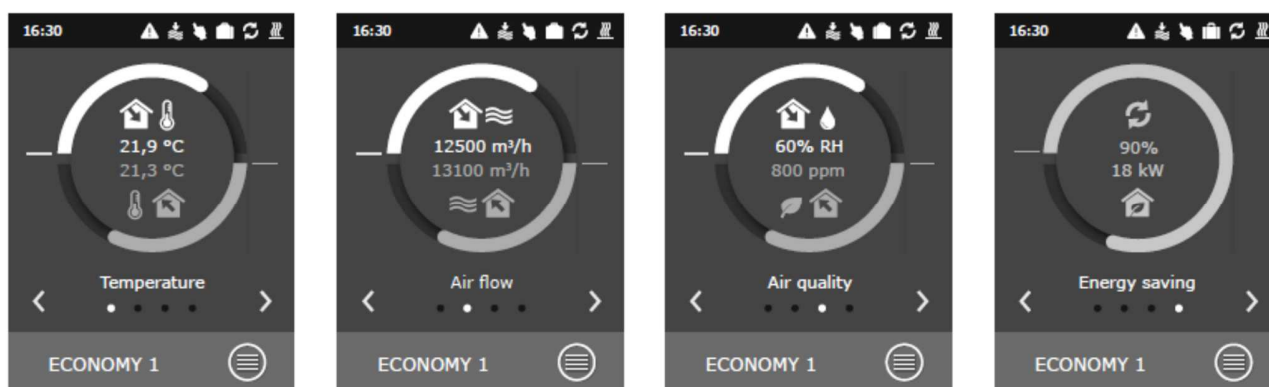 16:30
21,9 °C
21,3 °C
Temperature
ECONOMY 1
16:30
12500 m³/h
13100 m³/h
Air flow
ECONOMY 1
16:30
60% RH
800 ppm
Air quality
ECONOMY 1
16:30
90%
18 kW
Energy saving
ECONOMY 1